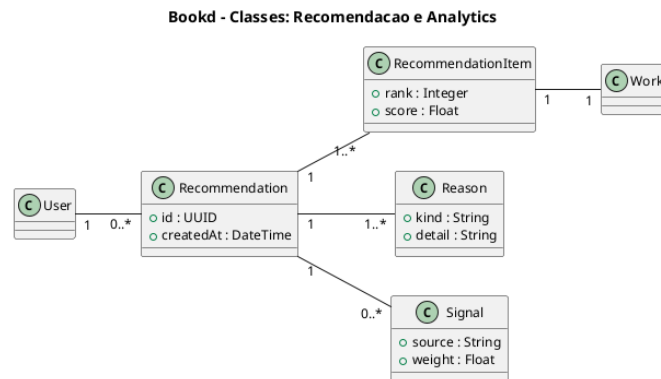 Bookd - Classes: Recomendacao e Analytics
C RecommendationItem
+ rank : Integer
+ score : Float
1
1
C Work
1..*
1
C User
1
0..*
C Recommendation
+ id : UUID
+ createdAt : DateTime
1
1..*
C Reason
+ kind : String
+ detail : String
1
0..*
C Signal
+ source : String
+ weight : Float